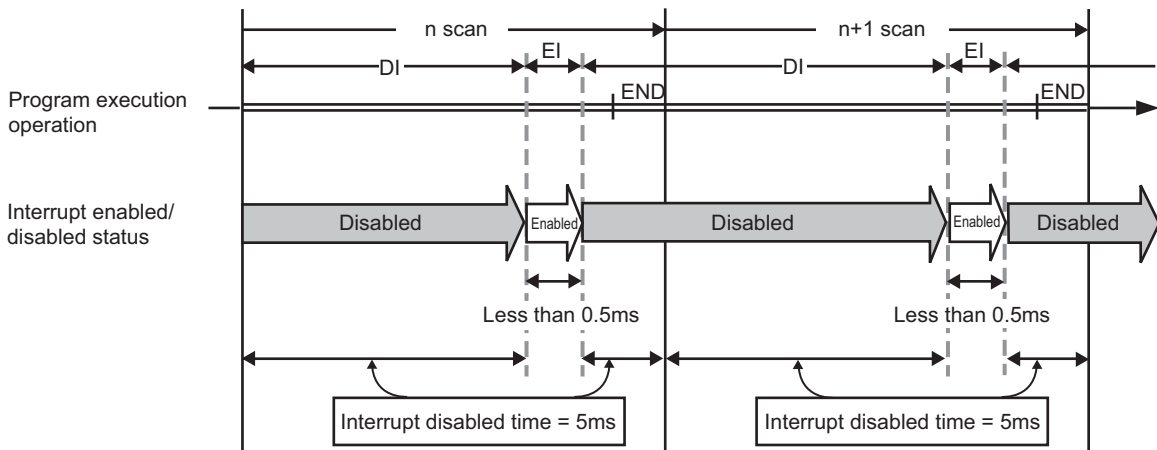 n scan
n+1 scan
EI
EI
DI
DI
END
END
Program execution
operation
Interrupt enabled/
disabled status
Disabled
Enabled
Disabled
Enabled
Disabled
Less than 0.5ms
Less than 0.5ms
Interrupt disabled time = 5ms
Interrupt disabled time = 5ms